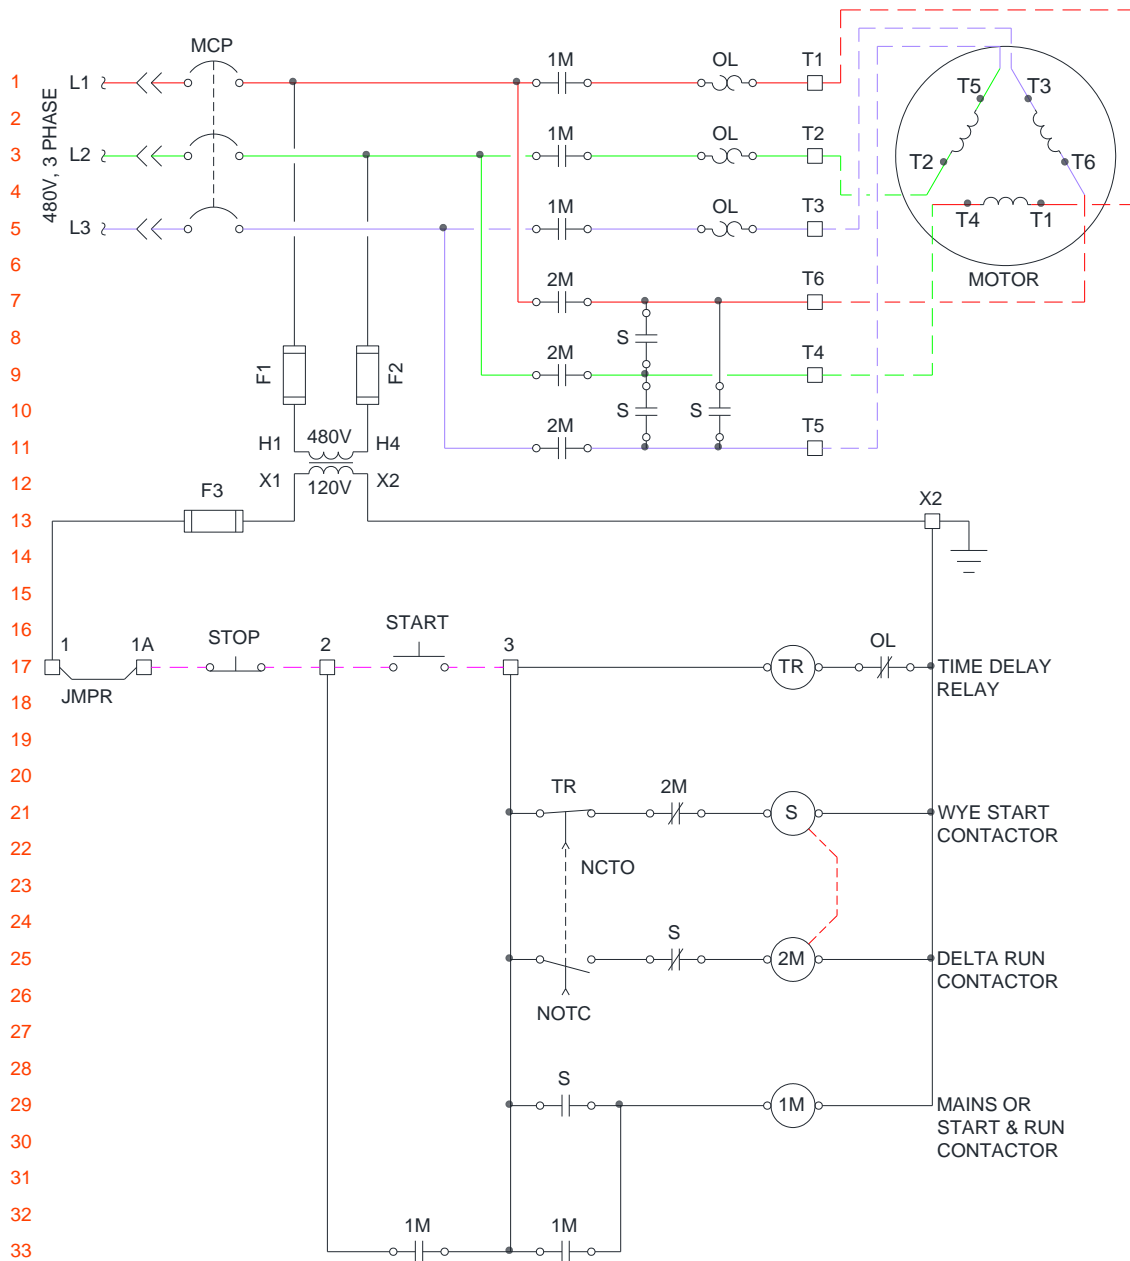 MCP
1M
OL
T1
1
L1
T5
T3
2
1M
OL
T2
3
L2
T2
T6
4
480V, 3 PHASE
1M
OL
T3
5
L3
T4
T1
6
2M
T6
MOTOR
7
8
S
2M
T4
9
F1
F2
10
S
S
2M
T5
11
H1
480V
H4
12
X1
120V
X2
F3
X2
13
14
15
16
START
1
1A
STOP
2
3
OL
17
TR
TIME DELAY
RELAY
JMPR
18
19
20
TR
2M
21
S
WYE START
CONTACTOR
22
NCTO
23
24
S
25
2M
DELTA RUN
CONTACTOR
26
NOTC
27
28
S
29
1M
MAINS OR
START & RUN
CONTACTOR
30
31
32
1M
1M
33